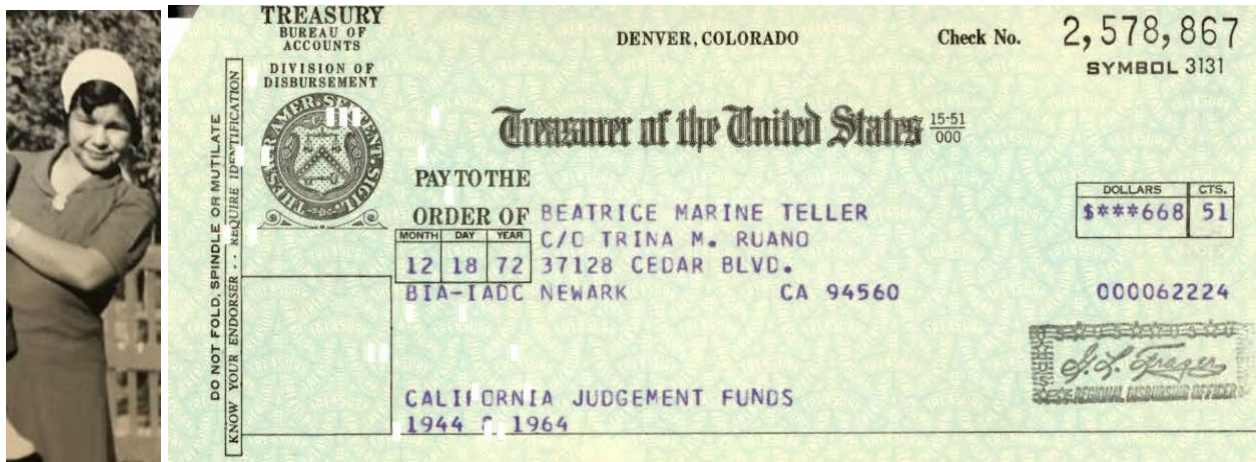 TREASURY
BUREAU OF
ACCOUNTS
DIVISION OF
DISBURSEMENT
DENVER, COLORADO
Check No. 2,578,867
SYMBOL 3131
DO NOT FOLD, SPINDLE OR MUTILATE
KNOW YOUR ENDORSER - - REQUIRE IDENTIFICATION
Treasurer of the United States 15-51
000
PAY TO THE
ORDER OF BEATRICE MARINE TELLER
C/O TRINA M. RUANO
37128 CEDAR BLVD.
BIA-IADC NEWARK CA 94560
MONTH DAY YEAR
12 18 72
DOLLARS CTS.
$***668 51
000062224
G. L. Frager
REGIONAL DISBURSING OFFICER
CALIFORNIA JUDGEMENT FUNDS
1944 1964